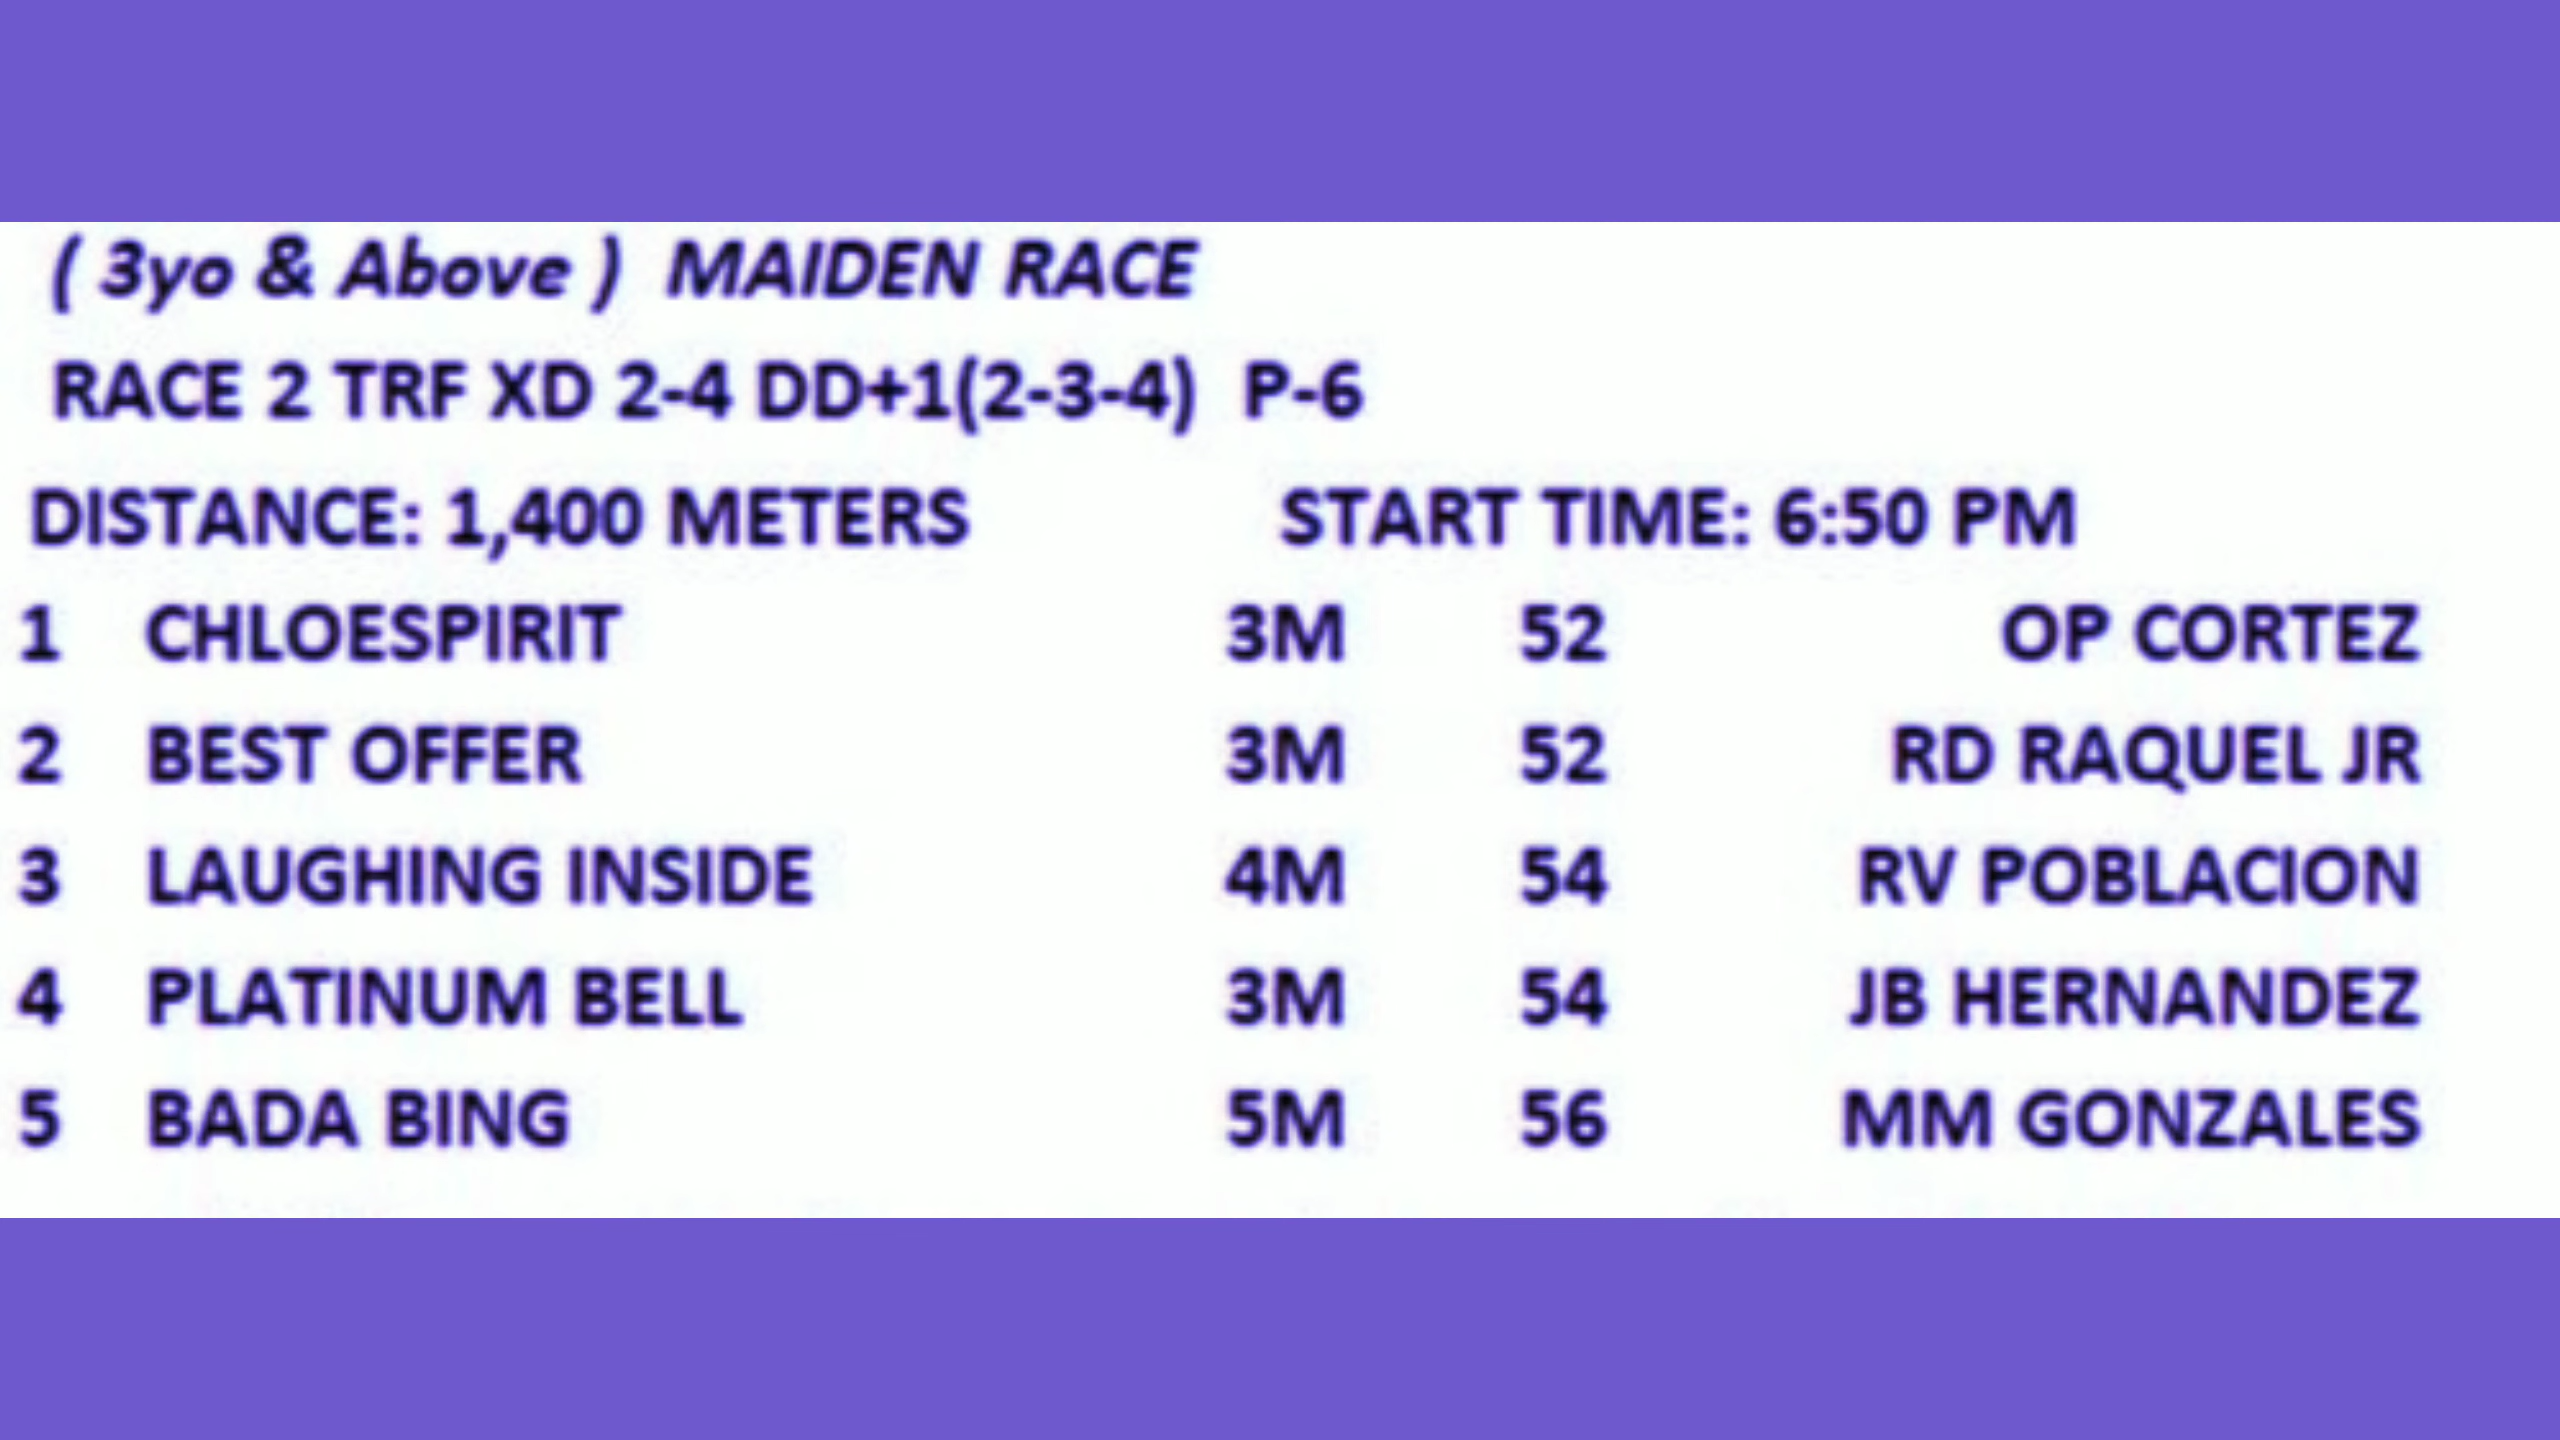 ( 3yo & Above ) MAIDEN RACE
RACE 2 TRF XD 2-4 DD+1(2-3-4) P-6
DISTANCE: 1,400 METERS START TIME: 6:50 PM
1 CHLOESPIRIT 3M 52 OP CORTEZ
2 BEST OFFER 3M 52 RD RAQUEL JR
3 LAUGHING INSIDE 4M 54 RV POBLACION
4 PLATINUM BELL 3M 54 JB HERNANDEZ
5 BADA BING 5M 56 MM GONZALES